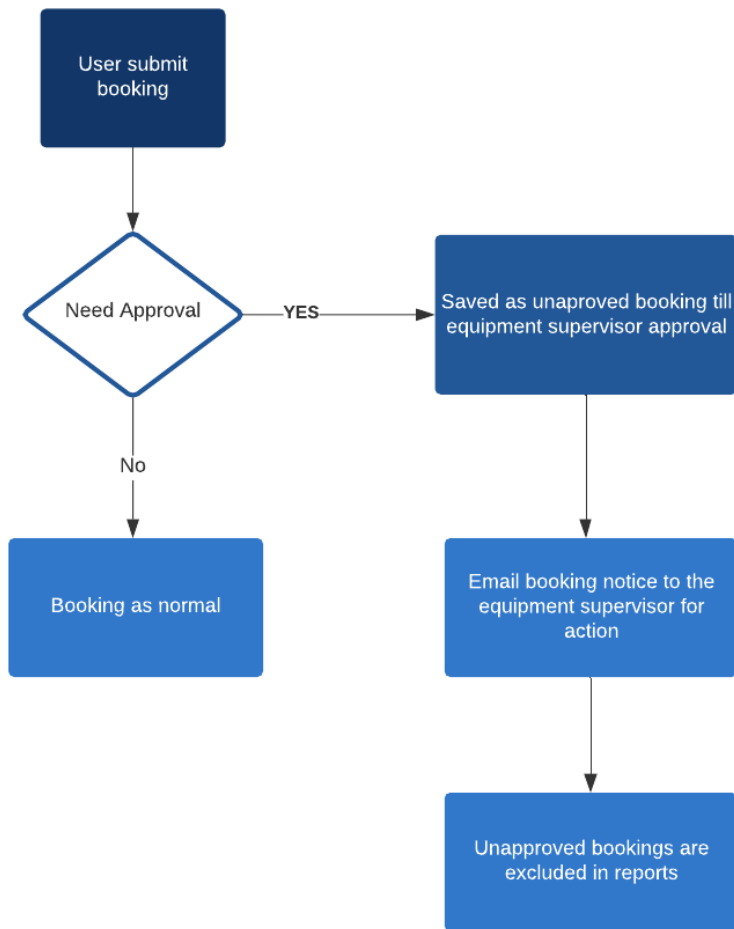 User submit
booking
Need Approval
YES
Saved as unaproved booking till
equipment supervisor approval
No
Booking as normal
Email booking notice to the
equipment supervisor for
action
Unapproved bookings are
excluded in reports